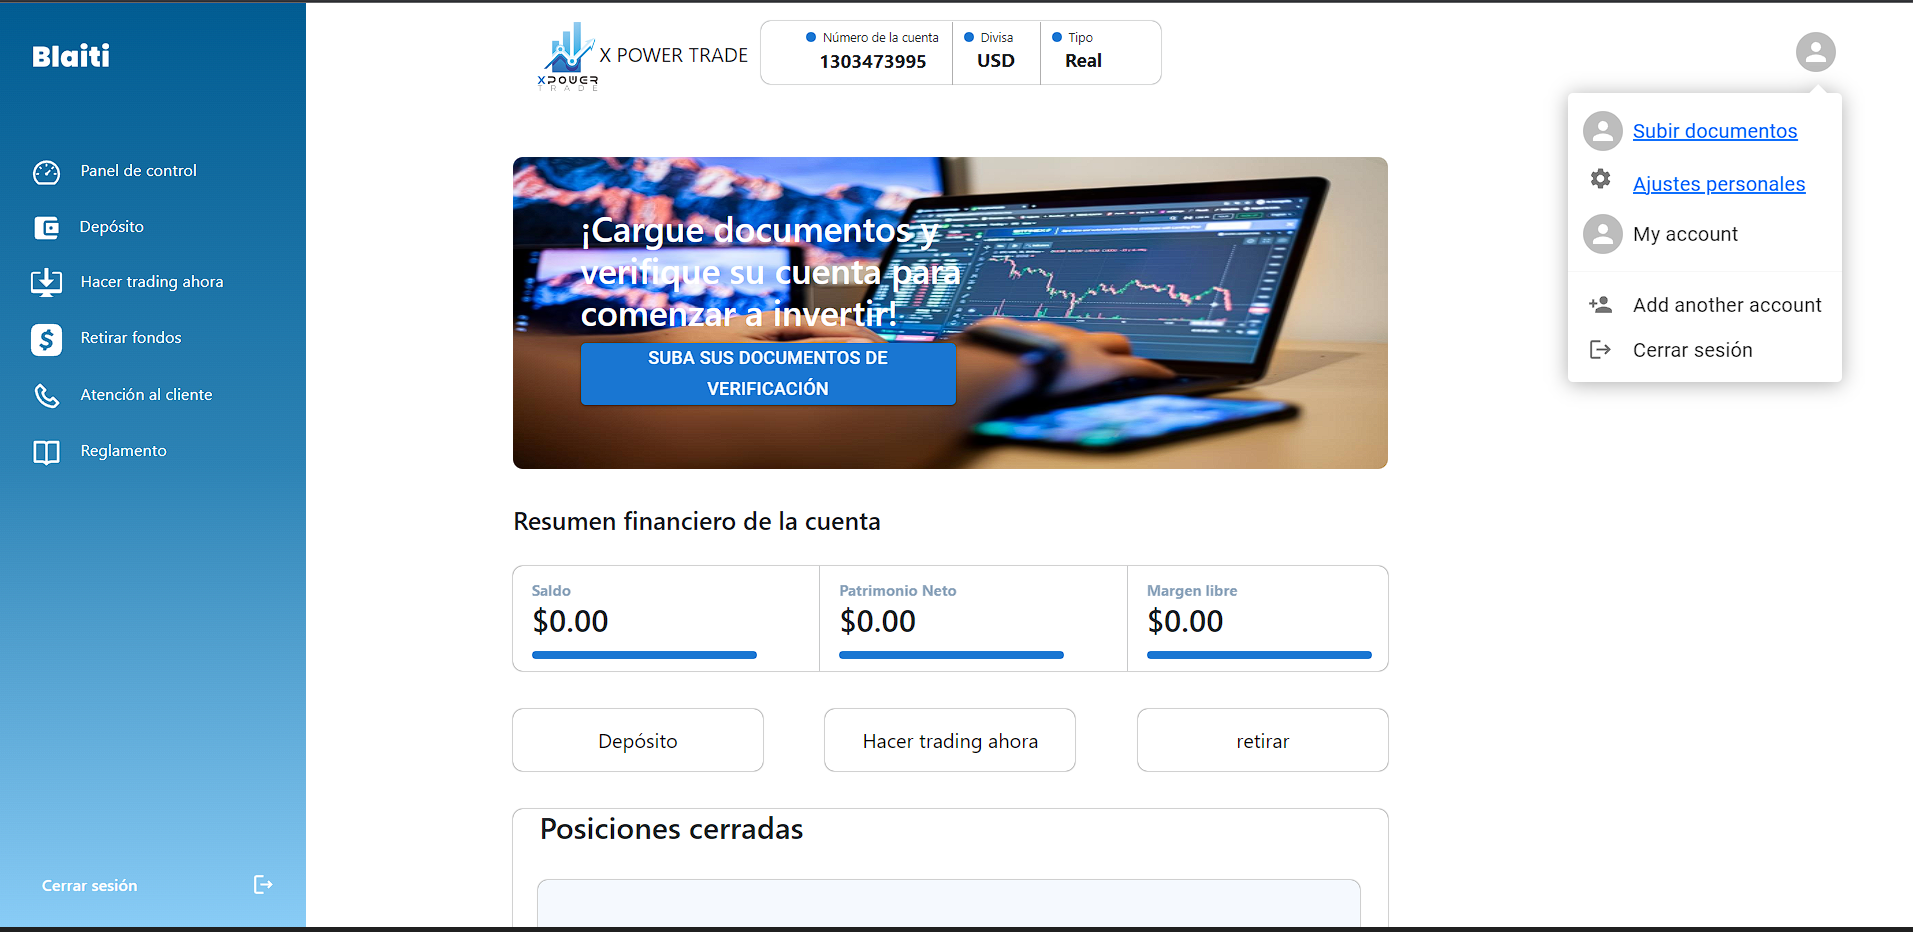 Blaiti
Panel de control
Depósito
Hacer trading ahora
Retirar fondos
Atención al cliente
Reglamento
Cerrar sesión
XPOWER
TRADE
X POWER TRADE
Número de la cuenta
1303473995
Divisa
USD
Tipo
Real
Subir documentos
Ajustes personales
My account
Add another account
Cerrar sesión
¡Cargue documentos y
verifique su cuenta para
comenzar a invertir!
SUBA SUS DOCUMENTOS DE
VERIFICACIÓN
Resumen financiero de la cuenta
Saldo
$0.00
Patrimonio Neto
$0.00
Margen libre
$0.00
Depósito
Hacer trading ahora
retirar
Posiciones cerradas